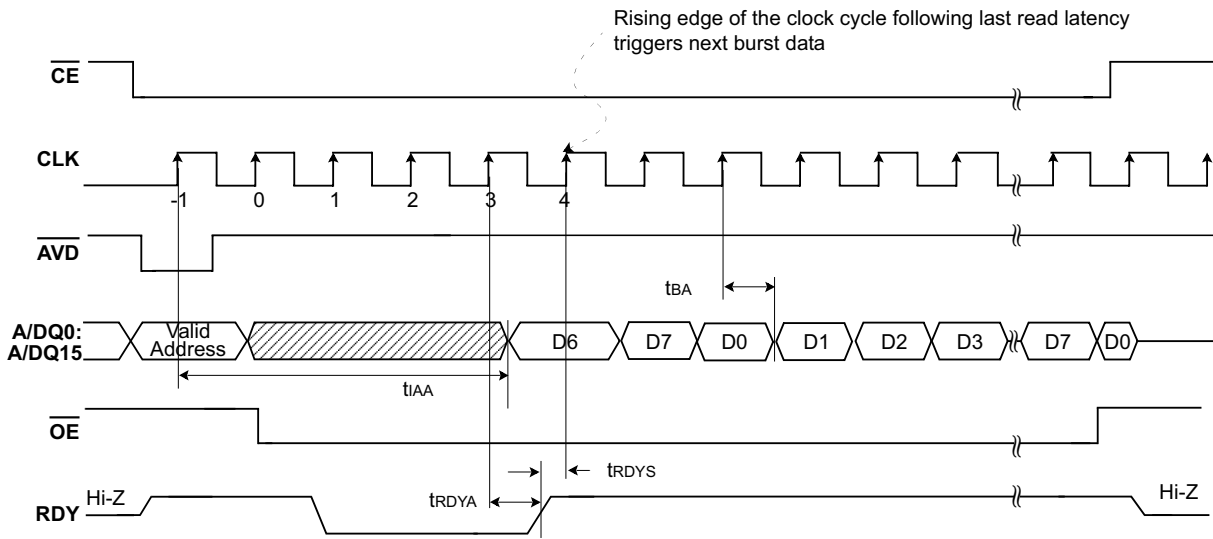 Rising edge of the clock cycle following last read latency
triggers next burst data
CE
CLK
-1 0 1 2 3 4
AVD
tBA
A/DQ0:
A/DQ15
Valid
Address
D6 D7 D0 D1 D2 D3 D7 D0
tIAA
OE
tRDYS
tRDYA
Hi-Z
Hi-Z
RDY